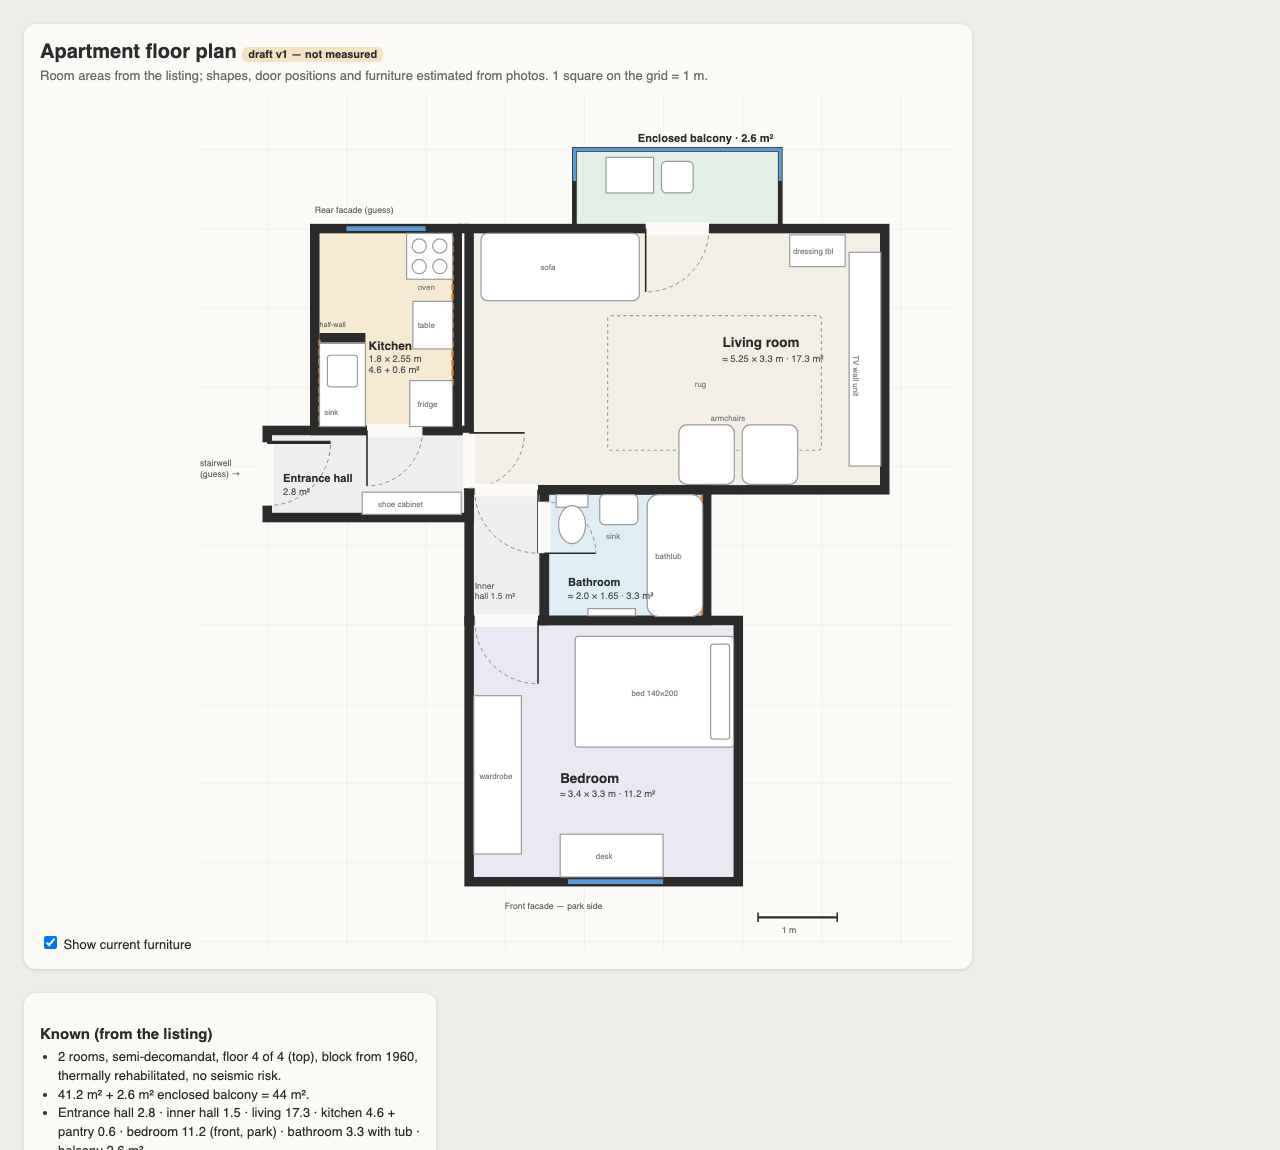 Apartment floor plan draft v1 — not measured
Room areas from the listing; shapes, door positions and furniture estimated from photos. 1 square on the grid = 1 m.
Enclosed balcony · 2.6 m²
Rear facade (guess)
dressing tbl
sofa
oven
half-wall
table
Kitchen
1.8 × 2.55 m
4.6 + 0.6 m²
Living room
≈ 5.25 × 3.3 m · 17.3 m²
TV wall unit
rug
fridge
sink
armchairs
stairwell
(guess) →
Entrance hall
2.8 m²
shoe cabinet
sink
bathtub
Inner
hall 1.5 m²
Bathroom
≈ 2.0 × 1.65 · 3.3 m²
bed 140×200
wardrobe
Bedroom
≈ 3.4 × 3.3 m · 11.2 m²
desk
Front facade — park side
1 m
Show current furniture
Known (from the listing)
• 2 rooms, semi-decomandat, floor 4 of 4 (top), block from 1960,
thermally rehabilitated, no seismic risk.
• 41.2 m² + 2.6 m² enclosed balcony = 44 m².
• Entrance hall 2.8 · inner hall 1.5 · living 17.3 · kitchen 4.6 +
pantry 0.6 · bedroom 11.2 (front, park) · bathroom 3.3 with tub ·
balcony 2.6 m²